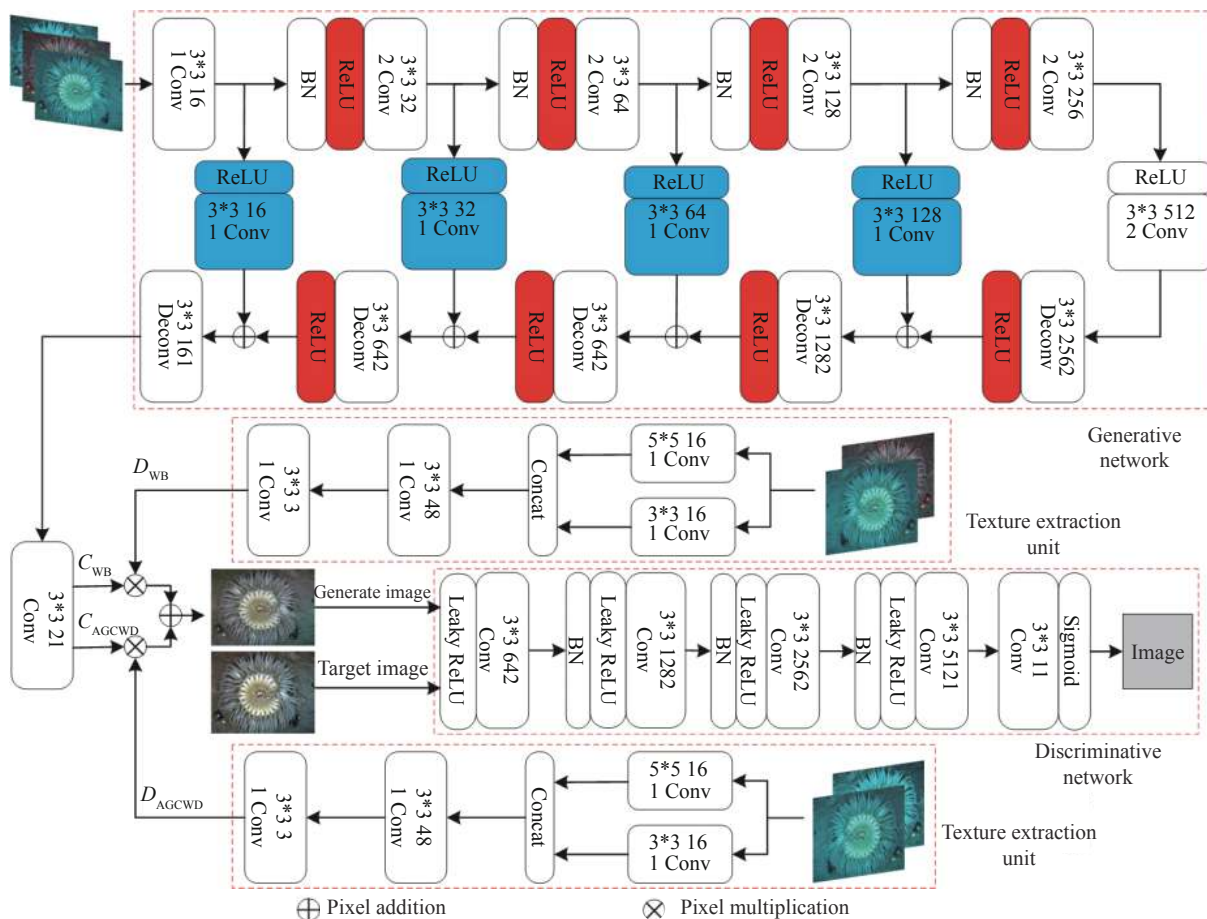 3*3 16
1 Conv
BN
ReLU
3*3 32
2 Conv
BN
ReLU
3*3 64
2 Conv
BN
ReLU
3*3 128
2 Conv
BN
ReLU
3*3 256
2 Conv
ReLU
3*3 16
1 Conv
ReLU
3*3 32
1 Conv
ReLU
3*3 64
1 Conv
ReLU
3*3 128
1 Conv
ReLU
3*3 512
2 Conv
3*3 161
Deconv
ReLU
3*3 642
Deconv
ReLU
3*3 642
Deconv
ReLU
3*3 1282
Deconv
ReLU
3*3 2562
Deconv
Generative
network
D_WB
3*3 3
1 Conv
3*3 48
1 Conv
Concat
5*5 16
1 Conv
3*3 16
1 Conv
Texture extraction
unit
3*3 21
Conv
C_WB
C_AGCWD
Generate image
Target image
Leaky ReLU
3*3 642
Conv
BN
Leaky ReLU
3*3 1282
Conv
BN
Leaky ReLU
3*3 2562
Conv
BN
Leaky ReLU
3*3 5121
Conv
3*3 11
Conv
Sigmoid
Image
Discriminative
network
D_AGCWD
3*3 3
1 Conv
3*3 48
1 Conv
Concat
5*5 16
1 Conv
3*3 16
1 Conv
Texture extraction
unit
⊕ Pixel addition
⊗ Pixel multiplication